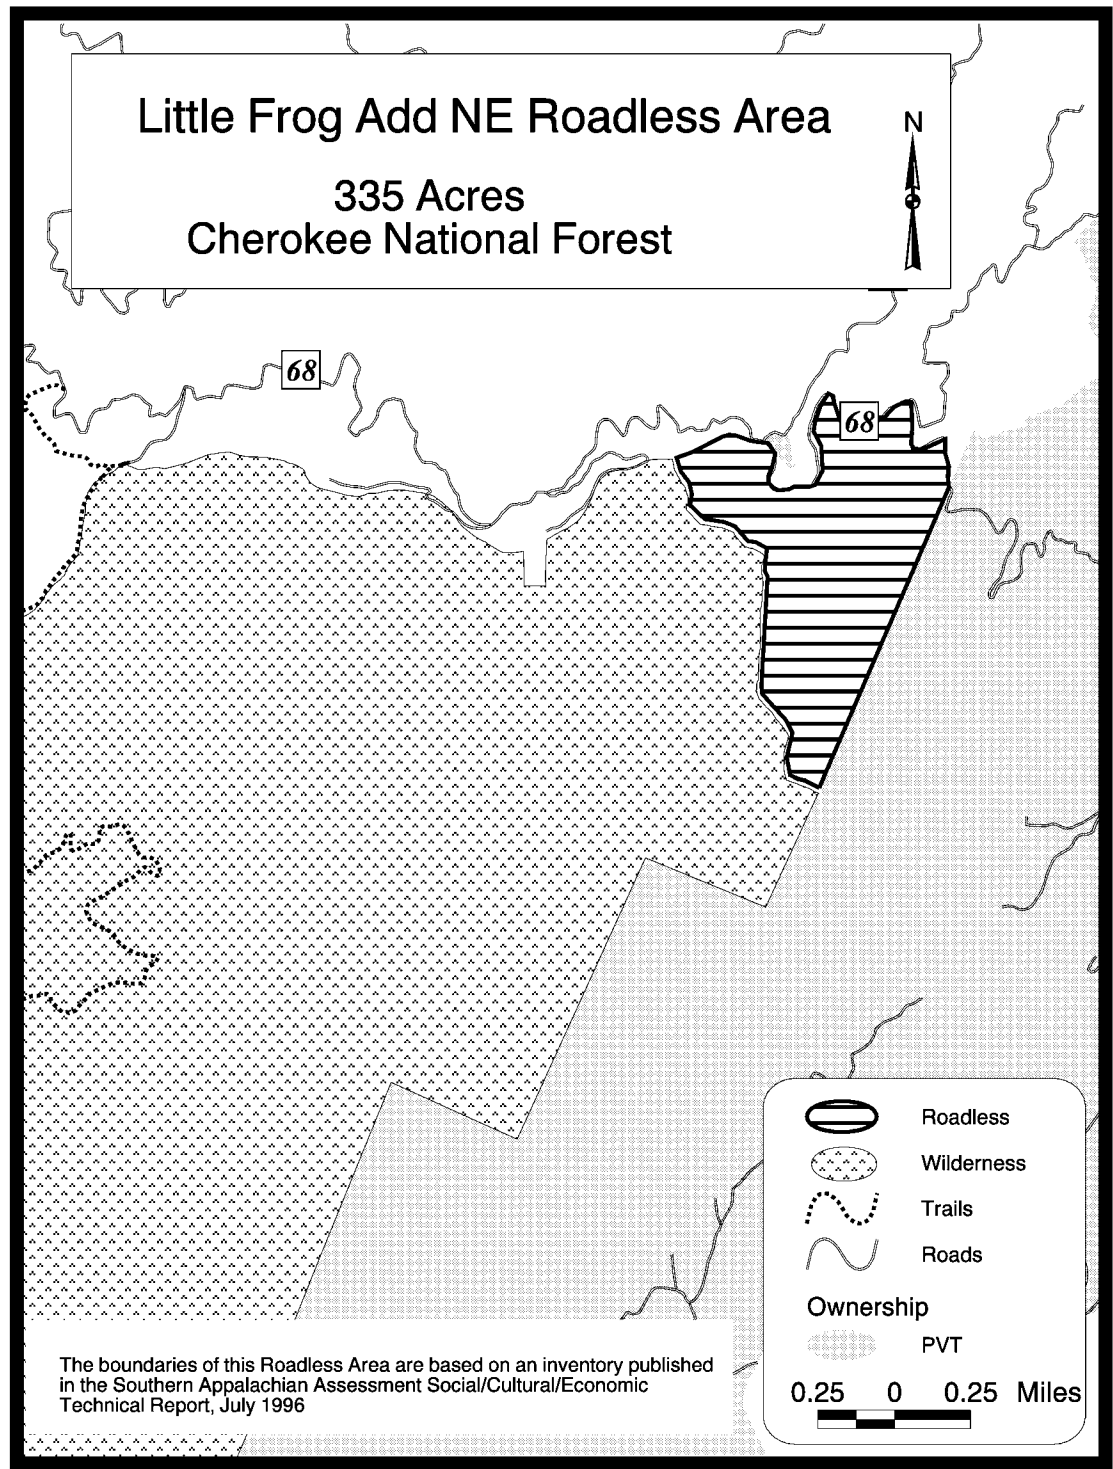 Little Frog Add NE Roadless Area
N
335 Acres
Cherokee National Forest
68
68
Roadless
Wilderness
Trails
Roads
Ownership
PVT
0.25 0 0.25 Miles
The boundaries of this Roadless Area are based on an inventory published
in the Southern Appalachian Assessment Social/Cultural/Economic
Technical Report, July 1996